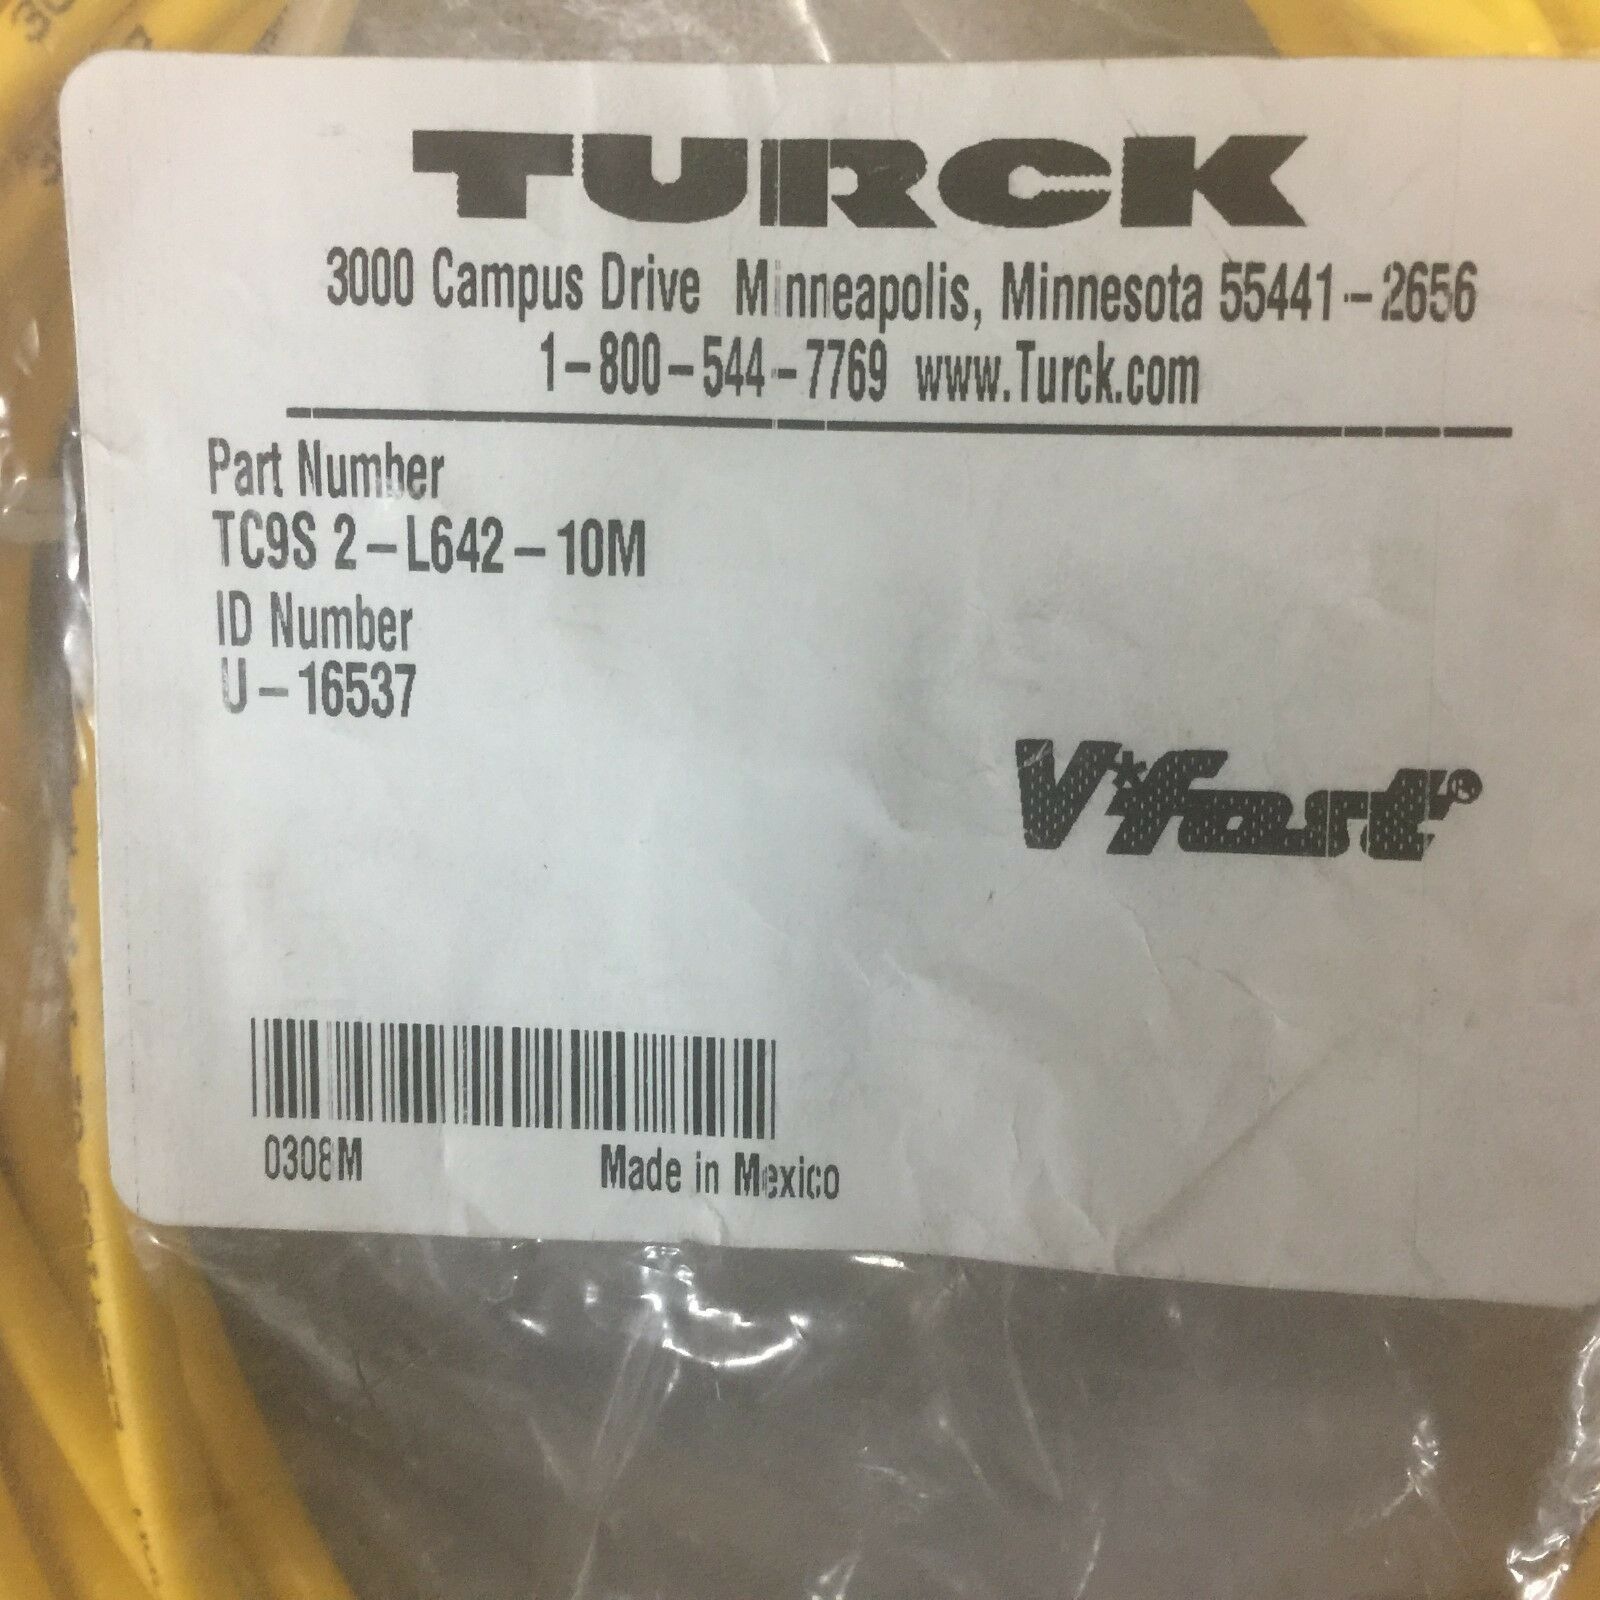 TURCK
3000 Campus Drive Minneapolis, Minnesota 55441-2656
1-800-544-7769 www.Turck.com
Part Number
TC9S 2-L642-10M
ID Number
U-16537
V*fast®
0308M
Made in Mexico